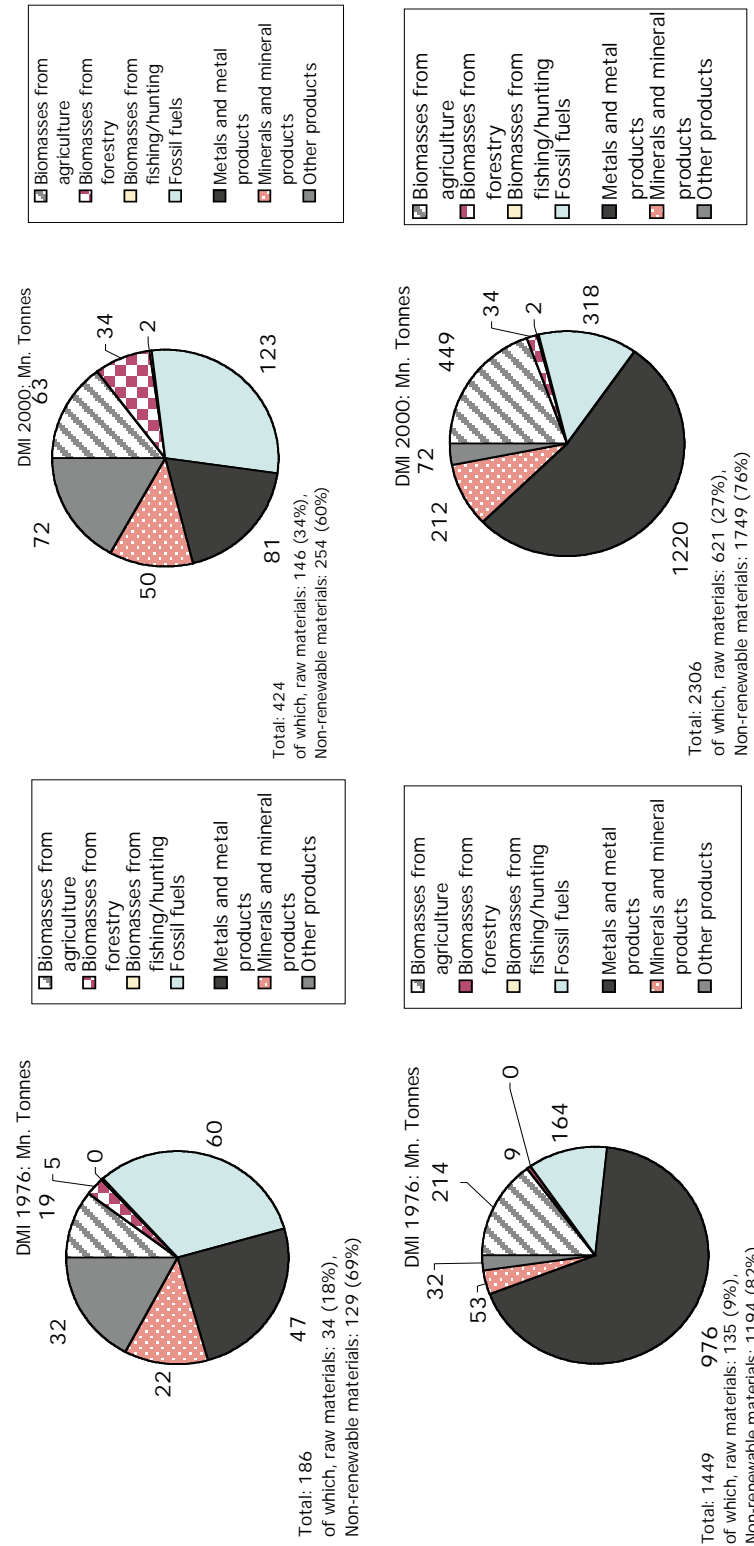 DMI 1976: Mn. Tonnes
19
5
0
60
47
22
32
Total: 186
of which, raw materials: 34 (18%),
Non-renewable materials: 129 (69%)
Biomasses from
agriculture
Biomasses from
forestry
Biomasses from
fishing/hunting
Fossil fuels
Metals and metal
products
Minerals and mineral
products
Other products
DMI 2000: Mn. Tonnes
63
34
2
123
81
50
72
Total: 424
of which, raw materials: 146 (34%),
Non-renewable materials: 254 (60%)
Biomasses from
agriculture
Biomasses from
forestry
Biomasses from
fishing/hunting
Fossil fuels
Metals and metal
products
Minerals and mineral
products
Other products
DMI 1976: Mn. Tonnes
214
9
0
164
976
53
32
Total: 1449
of which, raw materials: 135 (9%),
Non-renewable materials: 1194 (82%)
Biomasses from
agriculture
Biomasses from
forestry
Biomasses from
fishing/hunting
Fossil fuels
Metals and metal
products
Minerals and mineral
products
Other products
DMI 2000: Mn. Tonnes
449
34
2
318
1220
212
72
Total: 2306
of which, raw materials: 621 (27%),
Non-renewable materials: 1749 (76%)
Biomasses from
agriculture
Biomasses from
forestry
Biomasses from
fishing/hunting
Fossil fuels
Metals and metal
products
Minerals and mineral
products
Other products